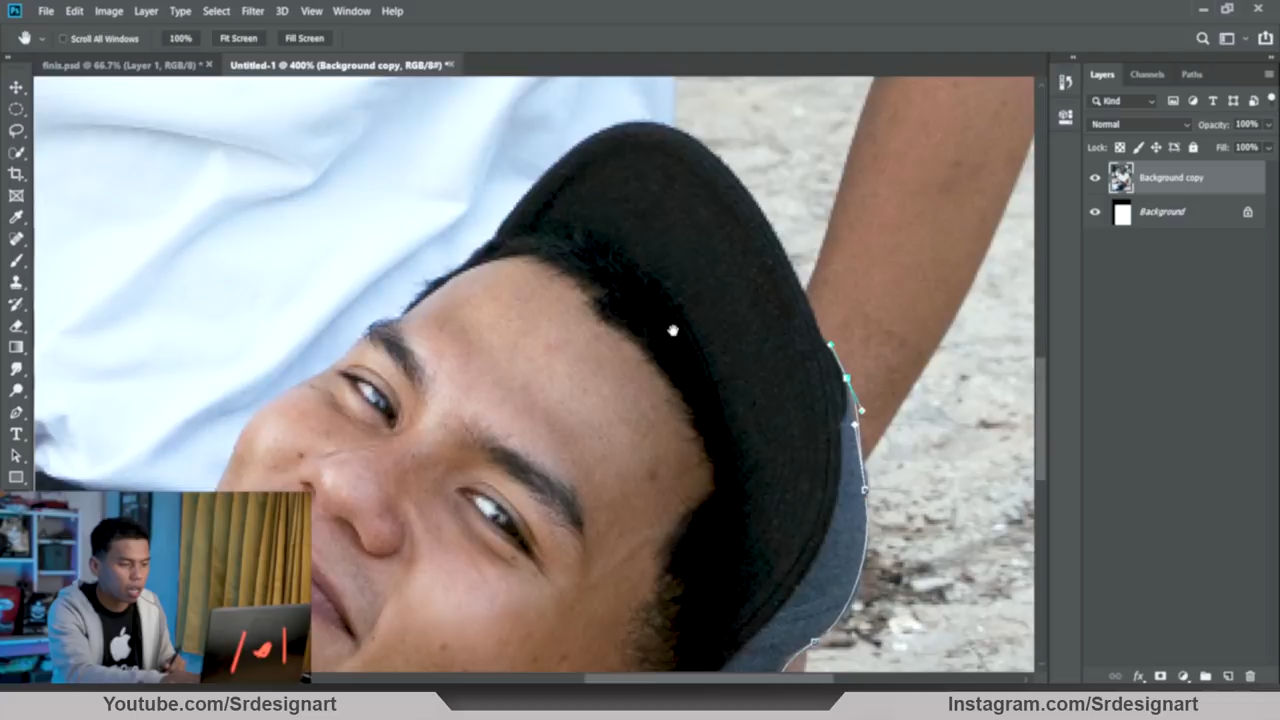 File Edit Image Layer Type Select Filter 3D View Window Help
Scroll All Windows 100% Fit Screen Fill Screen
finis.psd @ 66.7% (Layer 1, RGB/8) * × Untitled-1 @ 400% (Background copy, RGB/8#) *×
Layers Channels Paths
Kind
Normal Opacity: 100%
Lock: Fill: 100%
Background copy
Background
Youtube.com/Srdesignart Instagram.com/Srdesignart